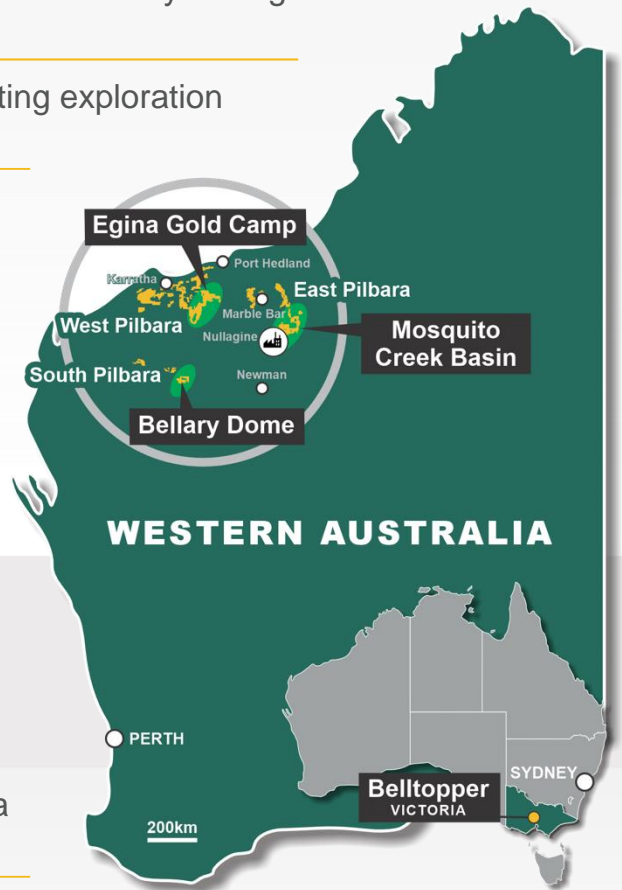 ting exploration
Egina Gold Camp
Port Hedland
Karratha
East Pilbara
Marble Bar
West Pilbara
Nullagine
Mosquito
Creek Basin
South Pilbara
Newman
Bellary Dome
WESTERN AUSTRALIA
PERTH
SYDNEY
Belltopper
VICTORIA
a
200km